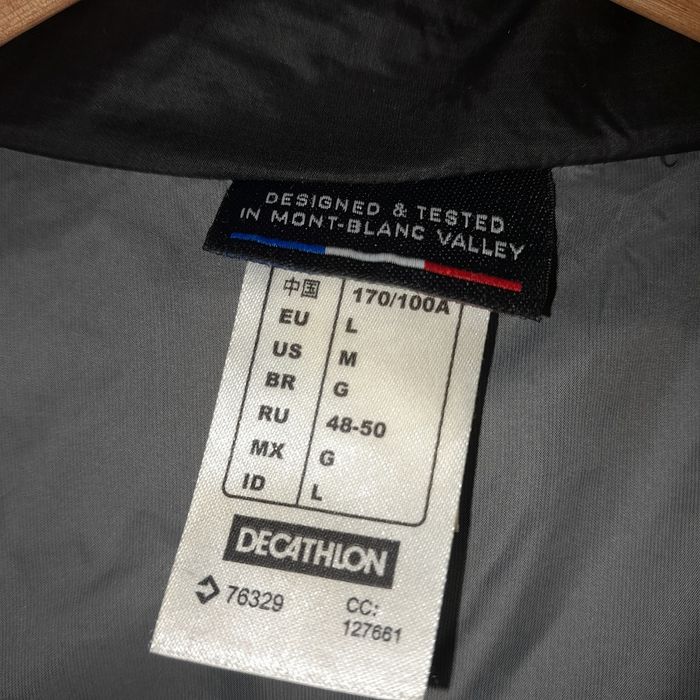 DESIGNED & TESTED
IN MONT-BLANC VALLEY
中国 170/100A
EU L
US M
BR G
RU 48-50
MX G
ID L
DECATHLON
76329 CC:
127661